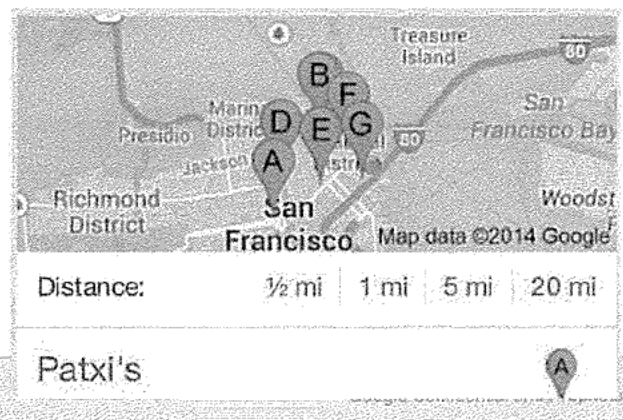 Treasure
Island
80
B
F
San
Francisco Bay
Marin
District
D
E
G
80
Presidio
Jackson
A
Richmond
District
San
Francisco
Woodst
Map data ©2014 Google
Distance:
½ mi
1 mi
5 mi
20 mi
Patxi's
A